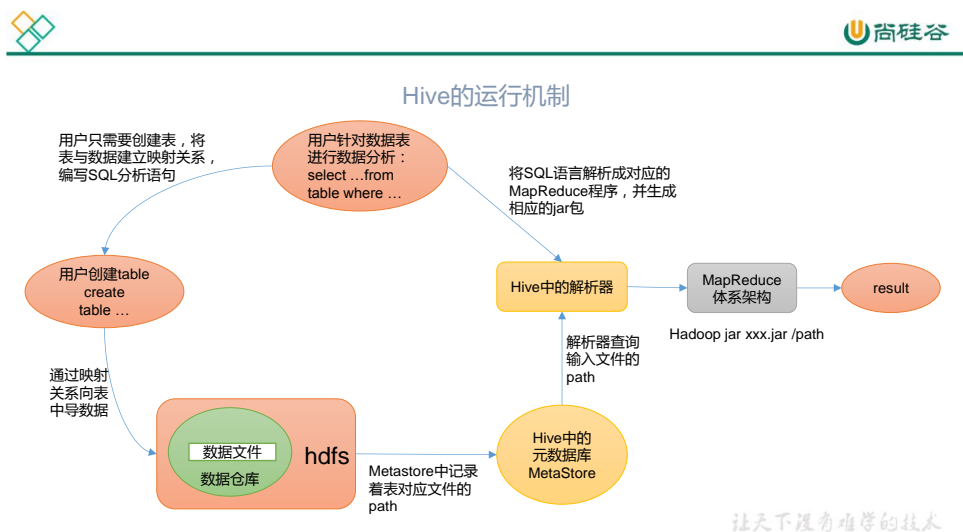 尚硅谷
Hive的运行机制
用户只需要创建表，将
表与数据建立映射关系，
编写SQL分析语句
用户针对数据表
进行数据分析：
select …from
table where …
将SQL语言解析成对应的
MapReduce程序，并生成
相应的jar包
用户创建table
create
table …
Hive中的解析器
MapReduce
体系架构
result
Hadoop jar xxx.jar /path
解析器查询
输入文件的
path
通过映射
关系向表
中导数据
数据文件
数据仓库
hdfs
Metastore中记录
着表对应文件的
path
Hive中的
元数据库
MetaStore
让天下没有难学的技术